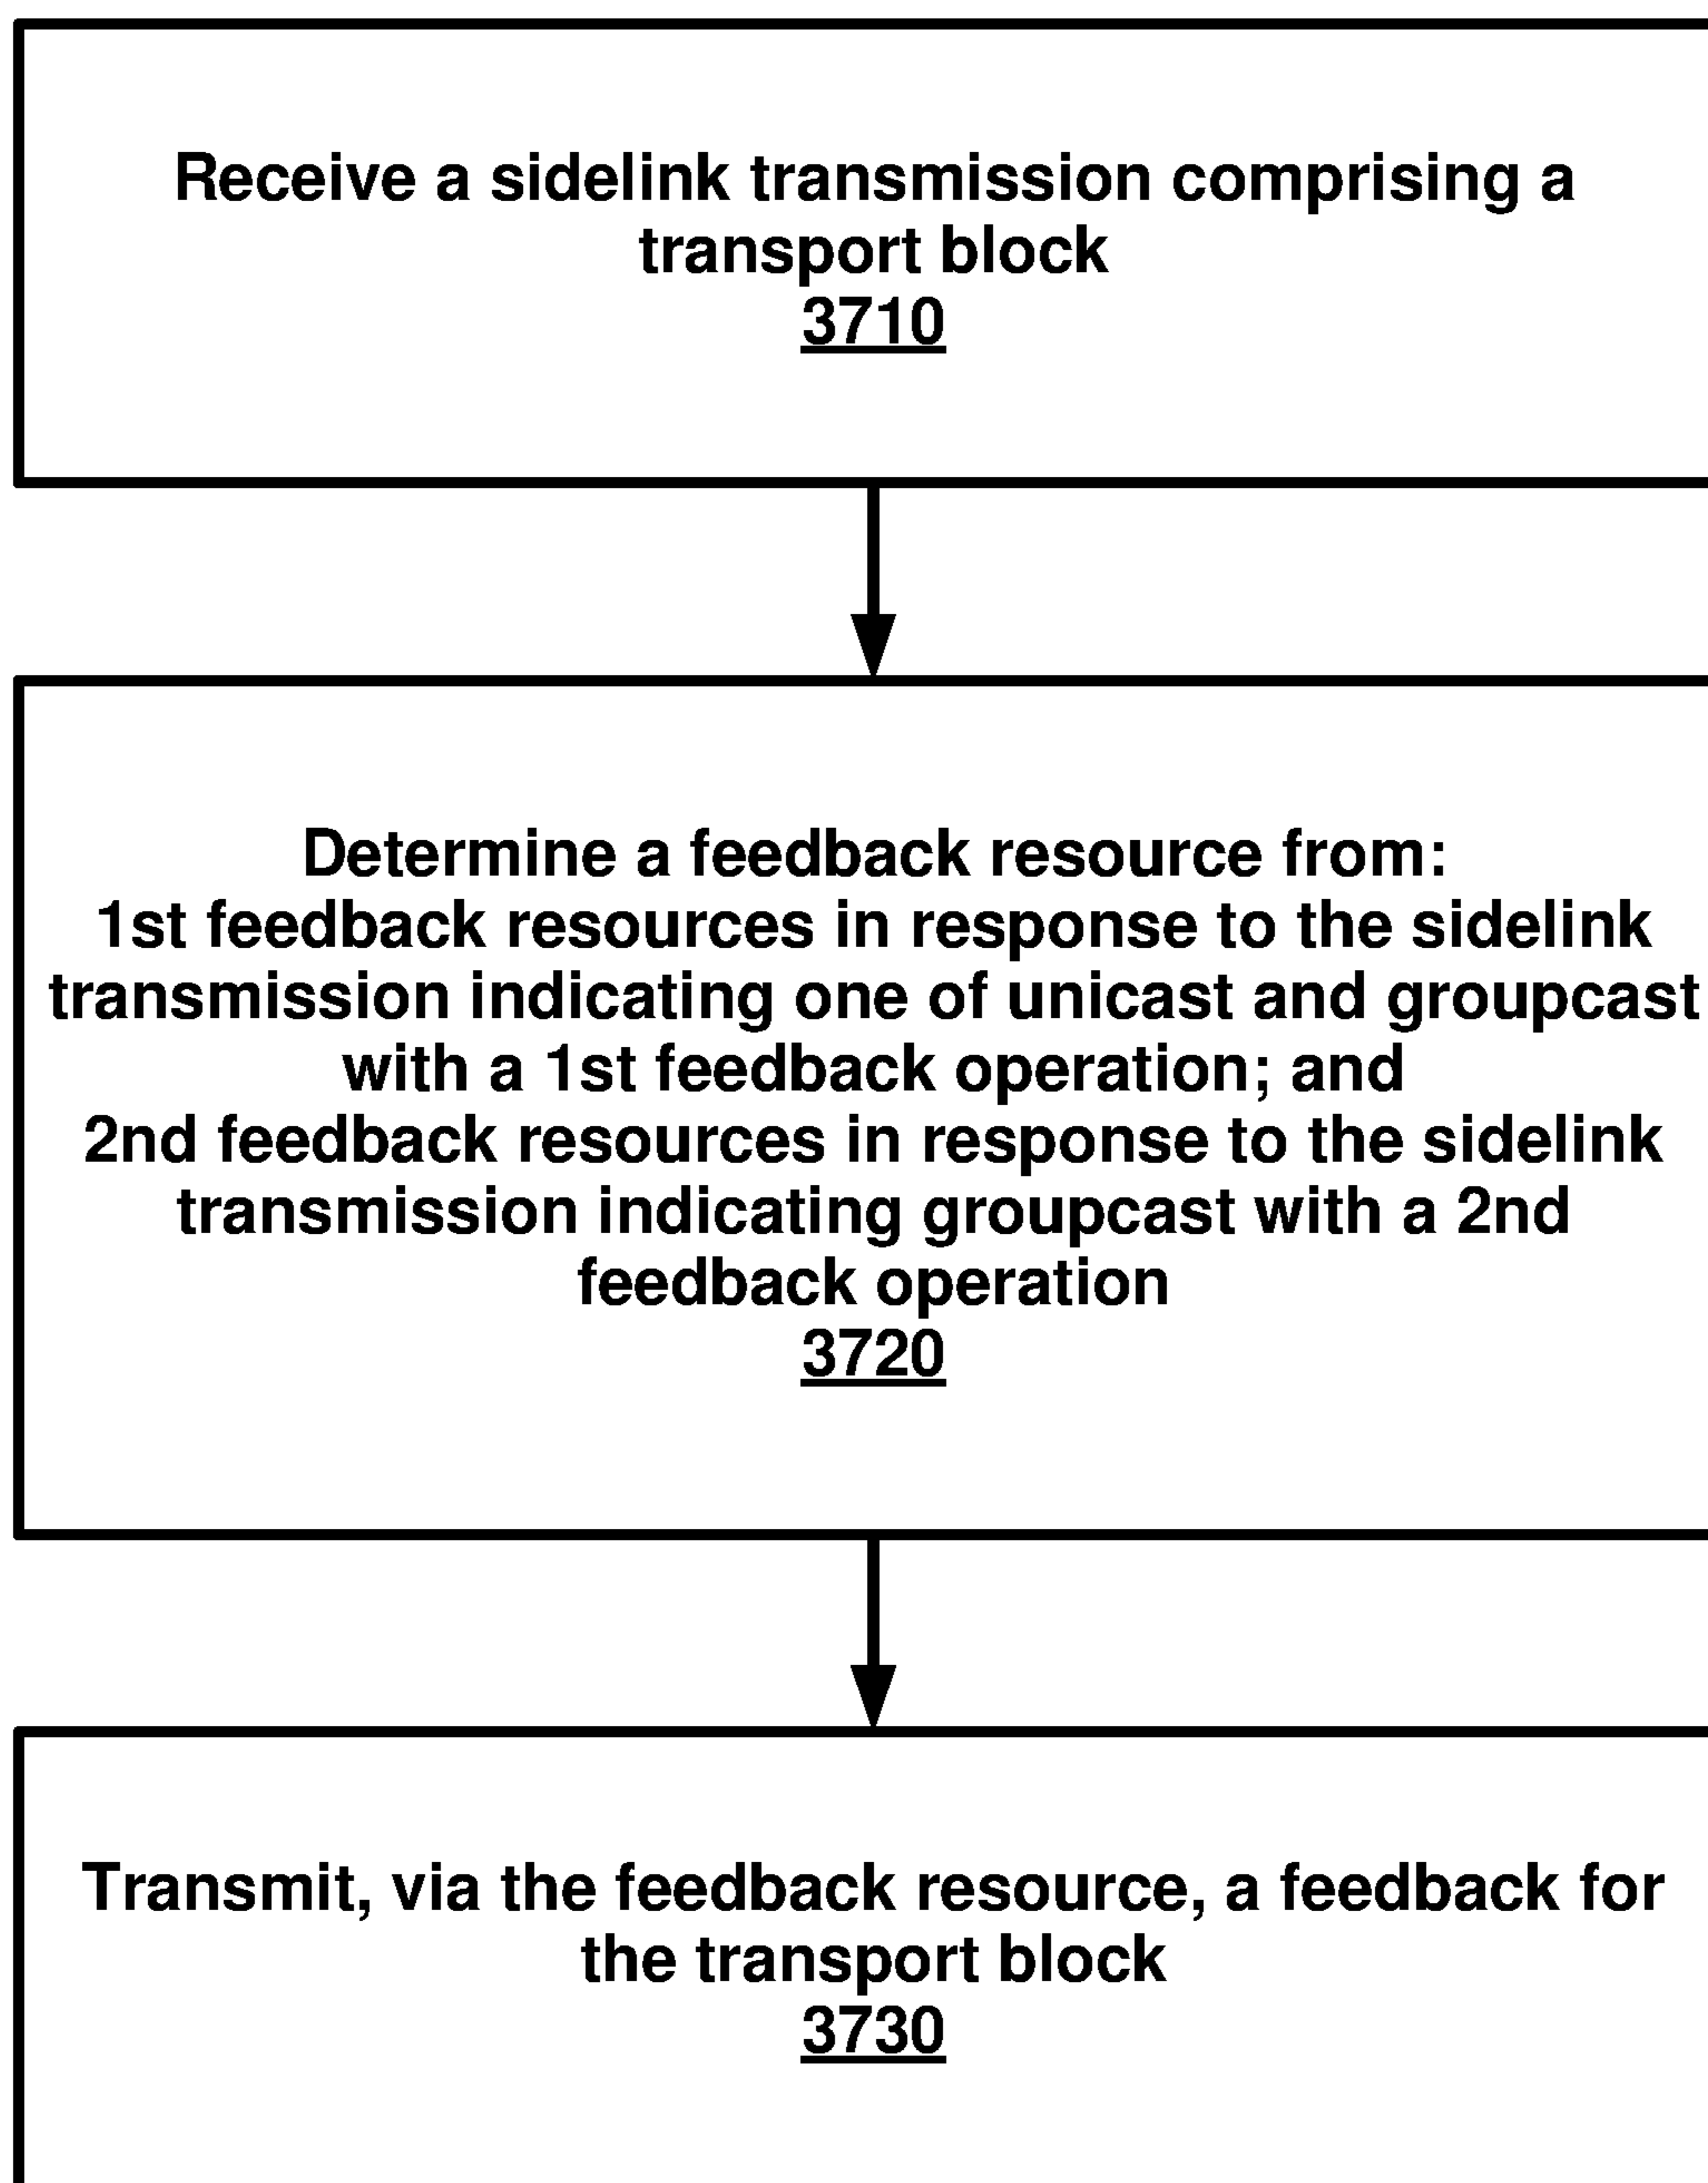 Receive a sidelink transmission comprising a
transport block
3710
Determine a feedback resource from:
1st feedback resources in response to the sidelink
transmission indicating one of unicast and groupcast
with a 1st feedback operation; and
2nd feedback resources in response to the sidelink
transmission indicating groupcast with a 2nd
feedback operation
3720
Transmit, via the feedback resource, a feedback for
the transport block
3730